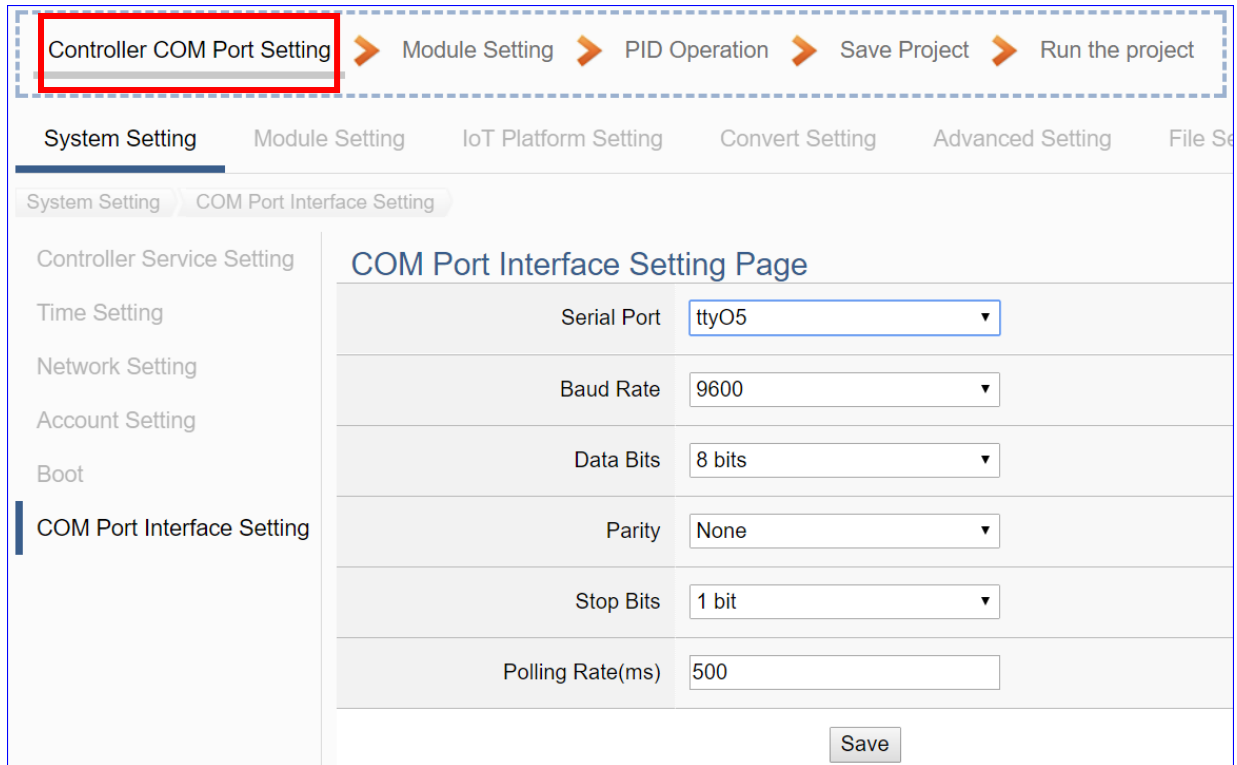 Controller COM Port Setting Module Setting PID Operation Save Project Run the project
System Setting Module Setting IoT Platform Setting Convert Setting Advanced Setting File Se
System Setting COM Port Interface Setting
Controller Service Setting
Time Setting
Network Setting
Account Setting
Boot
COM Port Interface Setting
COM Port Interface Setting Page
Serial Port ttyO5
Baud Rate 9600
Data Bits 8 bits
Parity None
Stop Bits 1 bit
Polling Rate(ms) 500
Save